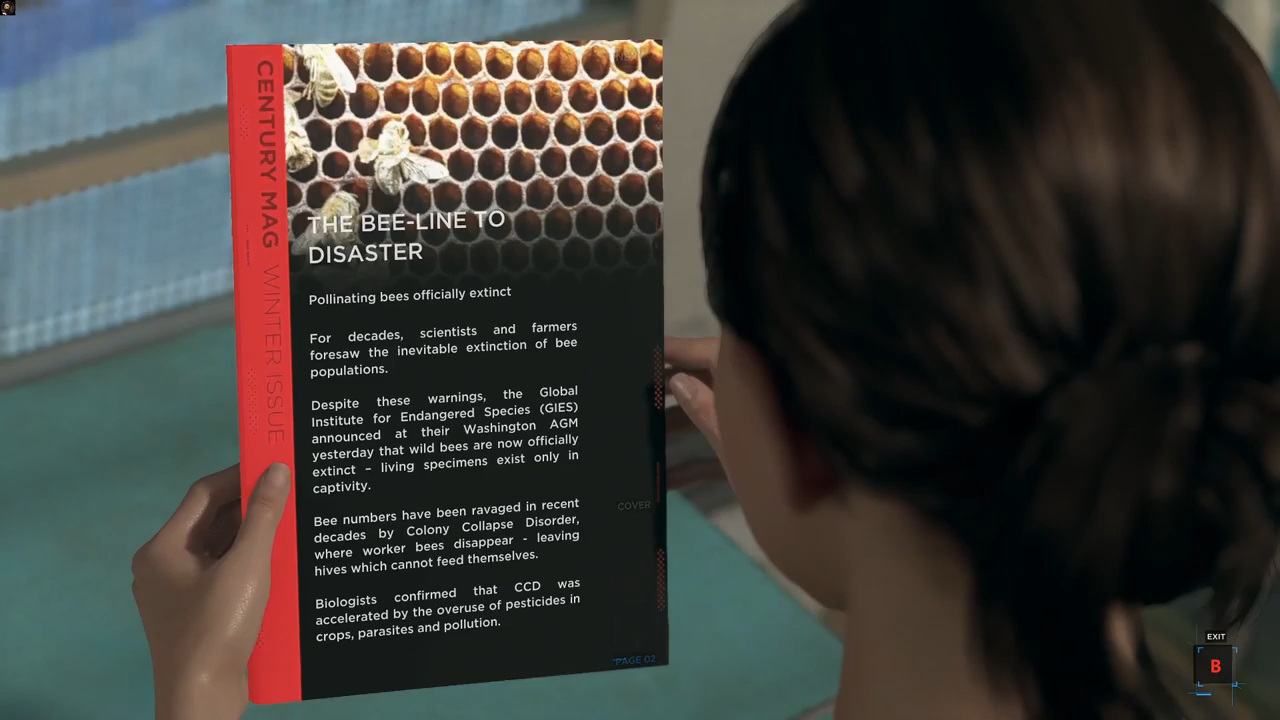 CENTURY MAG WINTER ISSUE
THE BEE-LINE TO
DISASTER
Pollinating bees officially extinct
For decades, scientists and farmers
foresaw the inevitable extinction of bee
populations.
Despite these warnings, the Global
Institute for Endangered Species (GIES)
announced at their Washington AGM
yesterday that wild bees are now officially
extinct – living specimens exist only in
captivity.
Bee numbers have been ravaged in recent
decades by Colony Collapse Disorder,
where worker bees disappear - leaving
hives which cannot feed themselves.
Biologists confirmed that CCD was
accelerated by the overuse of pesticides in
crops, parasites and pollution.
COVER
PAGE 02
EXIT
B